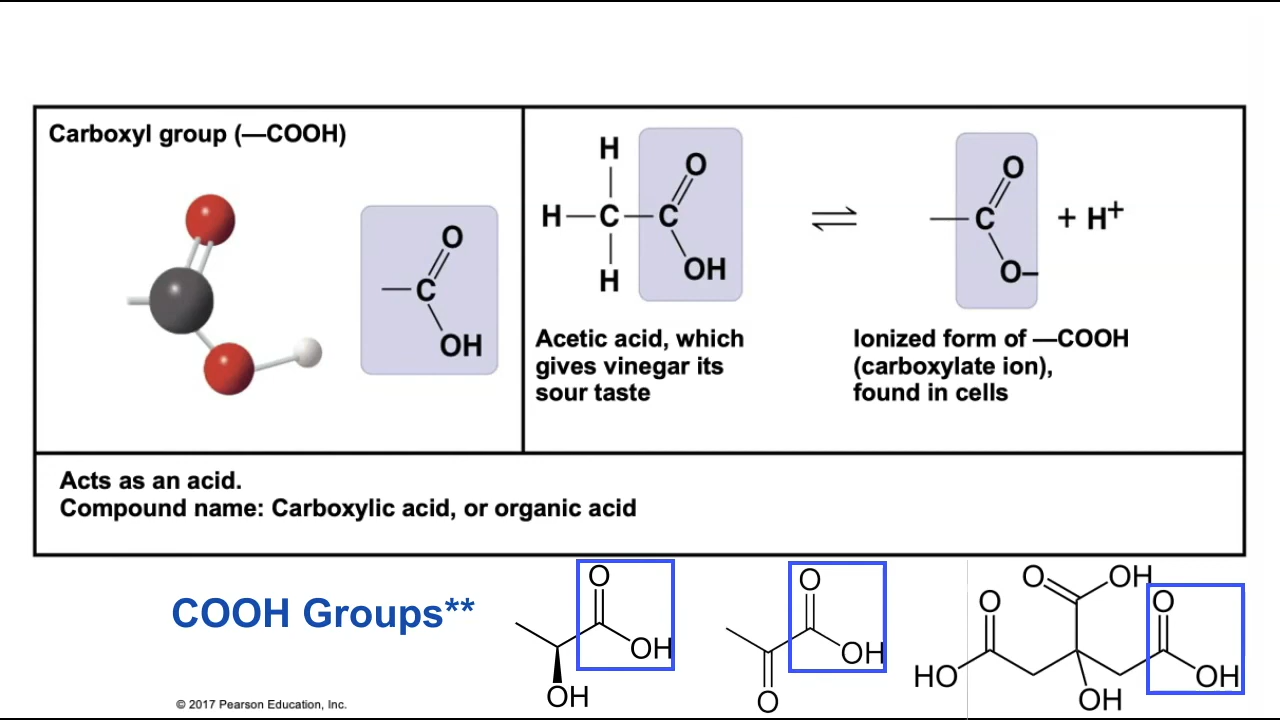 Carboxyl group (—COOH)
O
C
OH
H
H
C
C
O
OH
H
O
C
O–
+ H+
Acetic acid, which
gives vinegar its
sour taste
Ionized form of —COOH
(carboxylate ion),
found in cells
Acts as an acid.
Compound name: Carboxylic acid, or organic acid
COOH Groups**
O
OH
OH
O
OH
O
O
OH
O
O
HO
OH
OH
© 2017 Pearson Education, Inc.